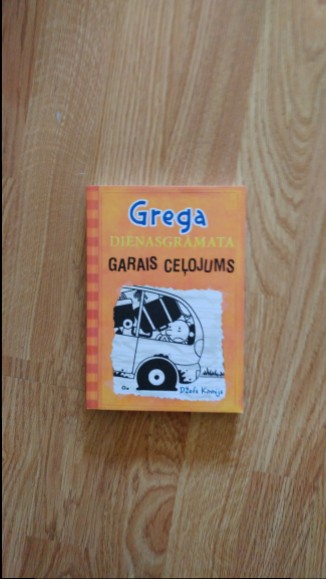 Grega
DIENASGRĀMATA
GARAIS CEĻOJUMS
Džefs Kinnijs